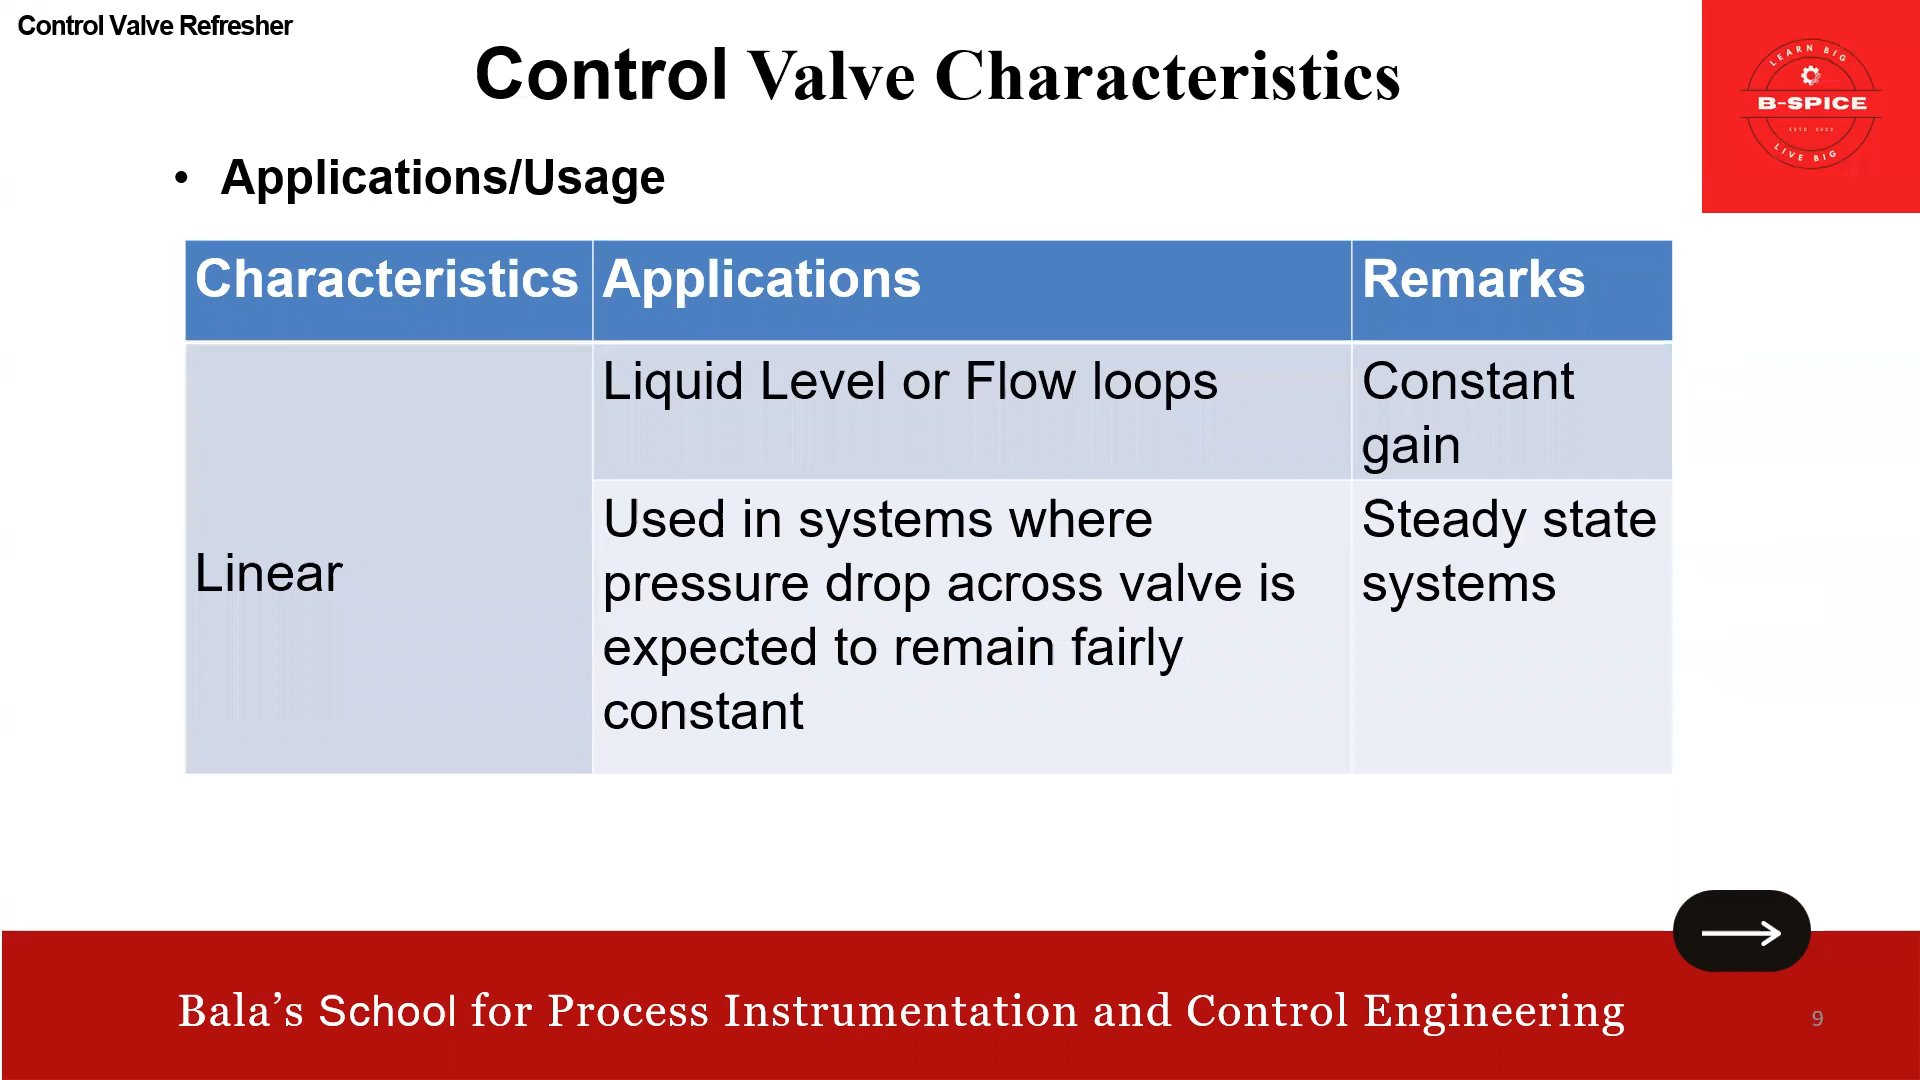 Control Valve Refresher
Control Valve Characteristics
LEARN BIG
B-SPICE
ESTD 2023
LIVE BIG
• Applications/Usage
Characteristics Applications Remarks
Linear
Liquid Level or Flow loops
Constant
gain
Used in systems where
pressure drop across valve is
expected to remain fairly
constant
Steady state
systems
Bala’s School for Process Instrumentation and Control Engineering
9